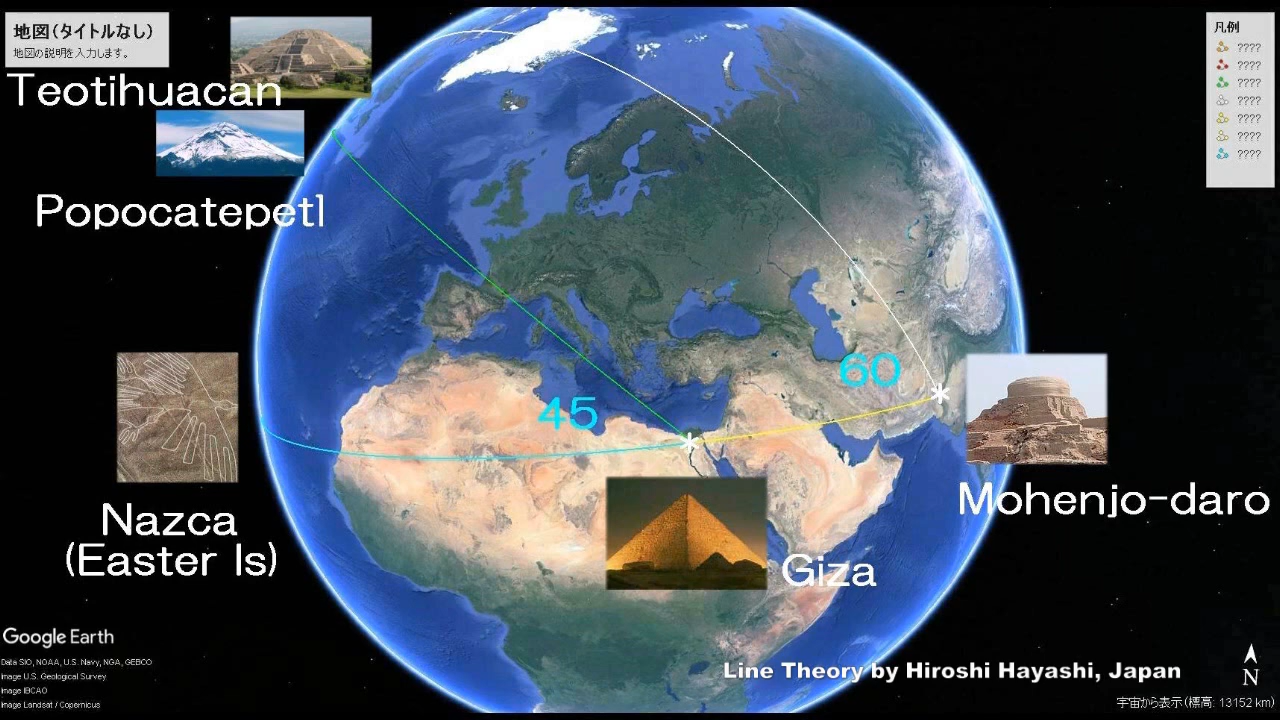 地図(タイトルなし)
地図の説明を入力します。
Teotihuacan
Popocatepetl
凡例
????
????
????
????
????
????
????
60
45
Nazca
(Easter Is)
Mohenjo-daro
Giza
Google Earth
Data SIO, NOAA, U.S. Navy, NGA, GEBCO
Image U.S. Geological Survey
Image IBCAO
Image Landsat / Copernicus
Line Theory by Hiroshi Hayashi, Japan
N
宇宙から表示(標高: 13152 km)